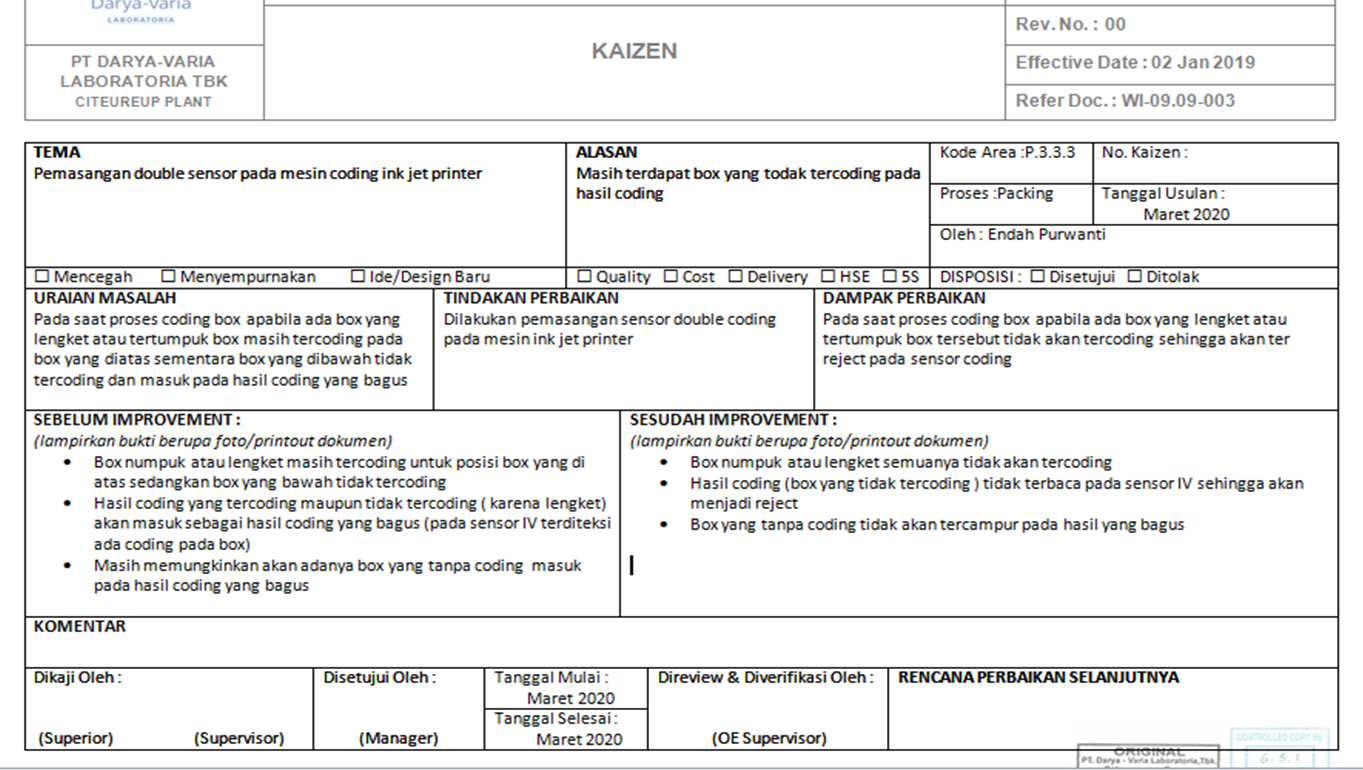 Darya-Varia
LABORATORIA
PT DARYA-VARIA
LABORATORIA TBK
CITEUREUP PLANT
KAIZEN
Rev. No. : 00
Effective Date : 02 Jan 2019
Refer Doc. : WI-09.09-003
TEMA
Pemasangan double sensor pada mesin coding ink jet printer
ALASAN
Masih terdapat box yang todak tercoding pada
hasil coding
Kode Area :P.3.3.3
No. Kaizen :
Proses :Packing
Tanggal Usulan :
Maret 2020
Oleh : Endah Purwanti
☐ Mencegah ☐ Menyempurnakan ☐ Ide/Design Baru
☐ Quality ☐ Cost ☐ Delivery ☐ HSE ☐ 5S
DISPOSISI : ☐ Disetujui ☐ Ditolak
URAIAN MASALAH
Pada saat proses coding box apabila ada box yang
lengket atau tertumpuk box masih tercoding pada
box yang diatas sementara box yang dibawah tidak
tercoding dan masuk pada hasil coding yang bagus
TINDAKAN PERBAIKAN
Dilakukan pemasangan sensor double coding
pada mesin ink jet printer
DAMPAK PERBAIKAN
Pada saat proses coding box apabila ada box yang lengket atau
tertumpuk box tersebut tidak akan tercoding sehingga akan ter
reject pada sensor coding
SEBELUM IMPROVEMENT :
(lampirkan bukti berupa foto/printout dokumen)
• Box numpuk atau lengket masih tercoding untuk posisi box yang di
atas sedangkan box yang bawah tidak tercoding
• Hasil coding yang tercoding maupun tidak tercoding ( karena lengket)
akan masuk sebagai hasil coding yang bagus (pada sensor IV terditeksi
ada coding pada box)
• Masih memungkinkan akan adanya box yang tanpa coding masuk
pada hasil coding yang bagus
SESUDAH IMPROVEMENT :
(lampirkan bukti berupa foto/printout dokumen)
• Box numpuk atau lengket semuanya tidak akan tercoding
• Hasil coding (box yang tidak tercoding ) tidak terbaca pada sensor IV sehingga akan
menjadi reject
• Box yang tanpa coding tidak akan tercampur pada hasil yang bagus
KOMENTAR
Dikaji Oleh :
(Superior) (Supervisor)
Disetujui Oleh :
(Manager)
Tanggal Mulai :
Maret 2020
Tanggal Selesai :
Maret 2020
Direview & Diverifikasi Oleh :
(OE Supervisor)
RENCANA PERBAIKAN SELANJUTNYA
ORIGINAL
PT. Darya - Varia Laboratoria,Tbk.
CONTROLLED COPY No.
6.3.1